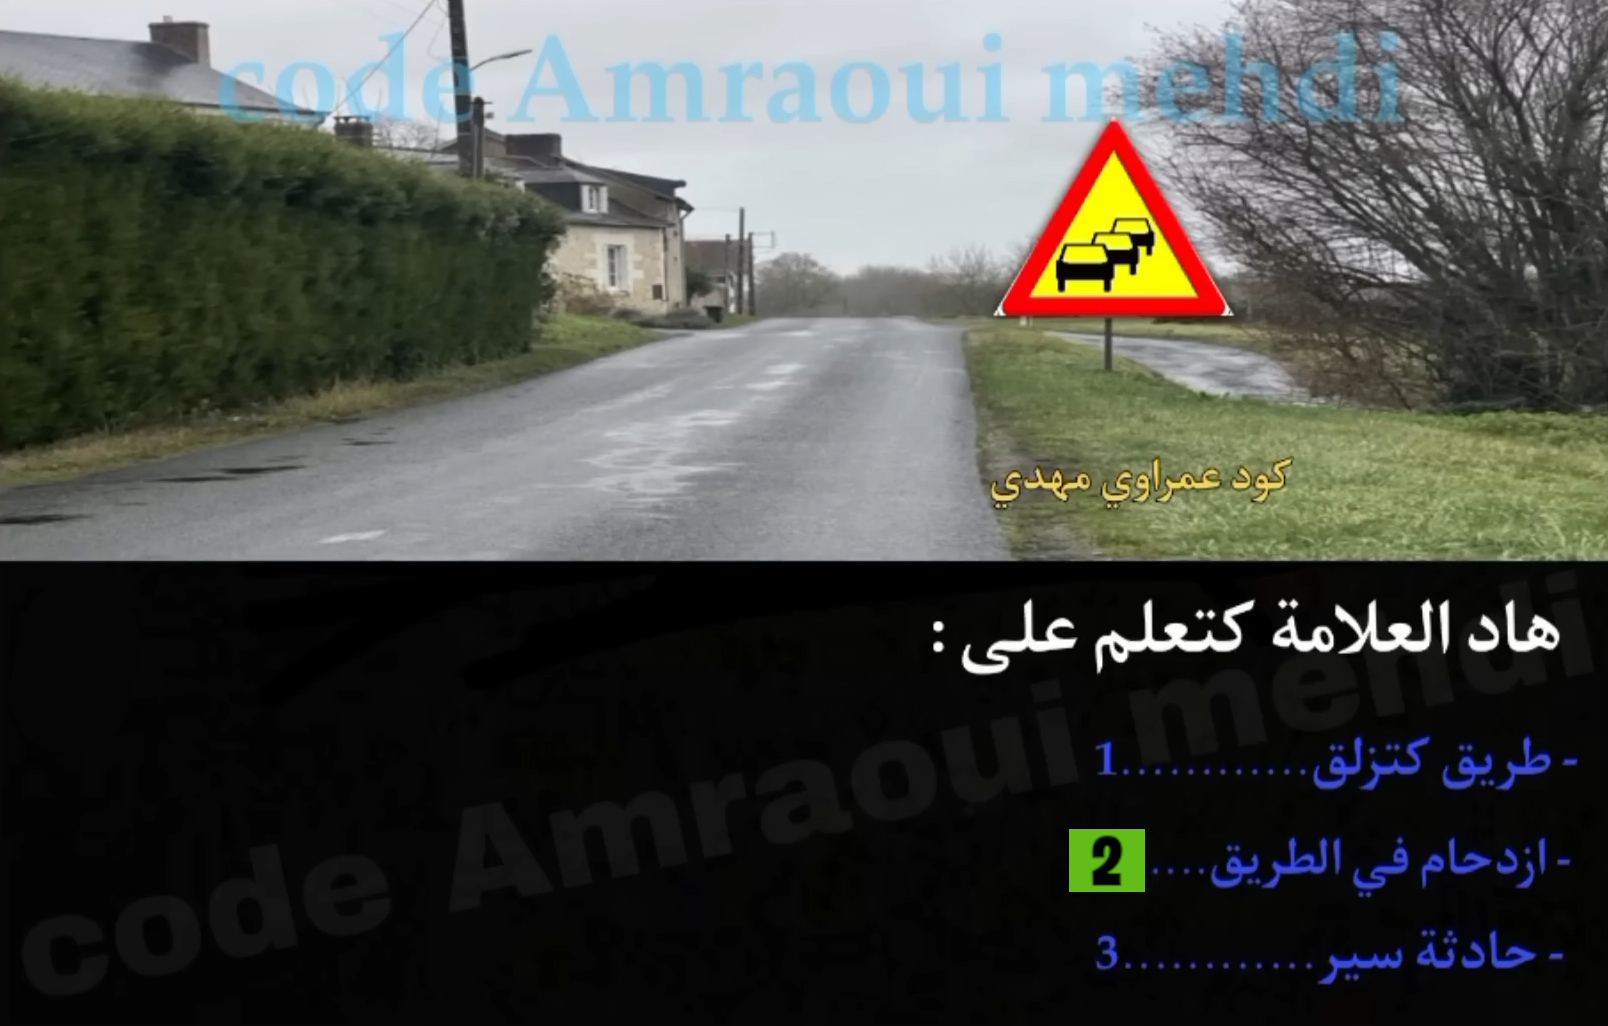 code Amraoui mehdi
كود عمراوي مهدي
هاد العلامة كتعلم على :
- طريق كتزلق............1
- ازدحام في الطريق....2
- حادثة سير............3
code Amraoui mehdi